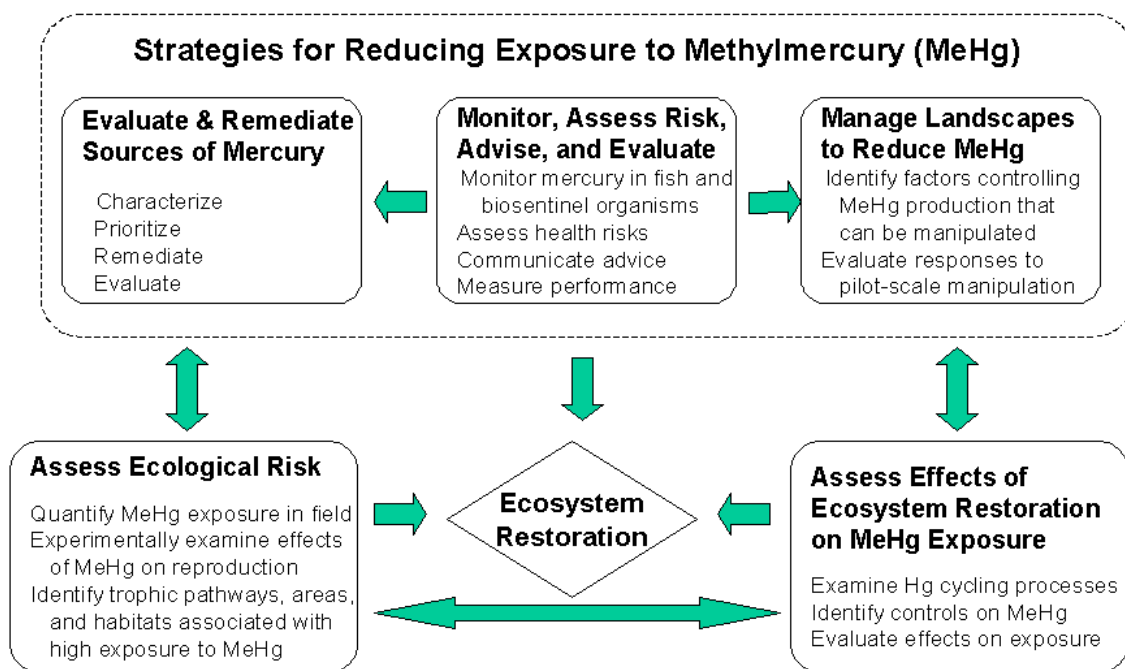 Strategies for Reducing Exposure to Methylmercury (MeHg)
Evaluate & Remediate
Sources of Mercury
Characterize
Prioritize
Remediate
Evaluate
Monitor, Assess Risk,
Advise, and Evaluate
Monitor mercury in fish and
biosentinel organisms
Assess health risks
Communicate advice
Measure performance
Manage Landscapes
to Reduce MeHg
Identify factors controlling
MeHg production that
can be manipulated
Evaluate responses to
pilot-scale manipulation
Assess Ecological Risk
Quantify MeHg exposure in field
Experimentally examine effects
of MeHg on reproduction
Identify trophic pathways, areas,
and habitats associated with
high exposure to MeHg
Ecosystem
Restoration
Assess Effects of
Ecosystem Restoration
on MeHg Exposure
Examine Hg cycling processes
Identify controls on MeHg
Evaluate effects on exposure